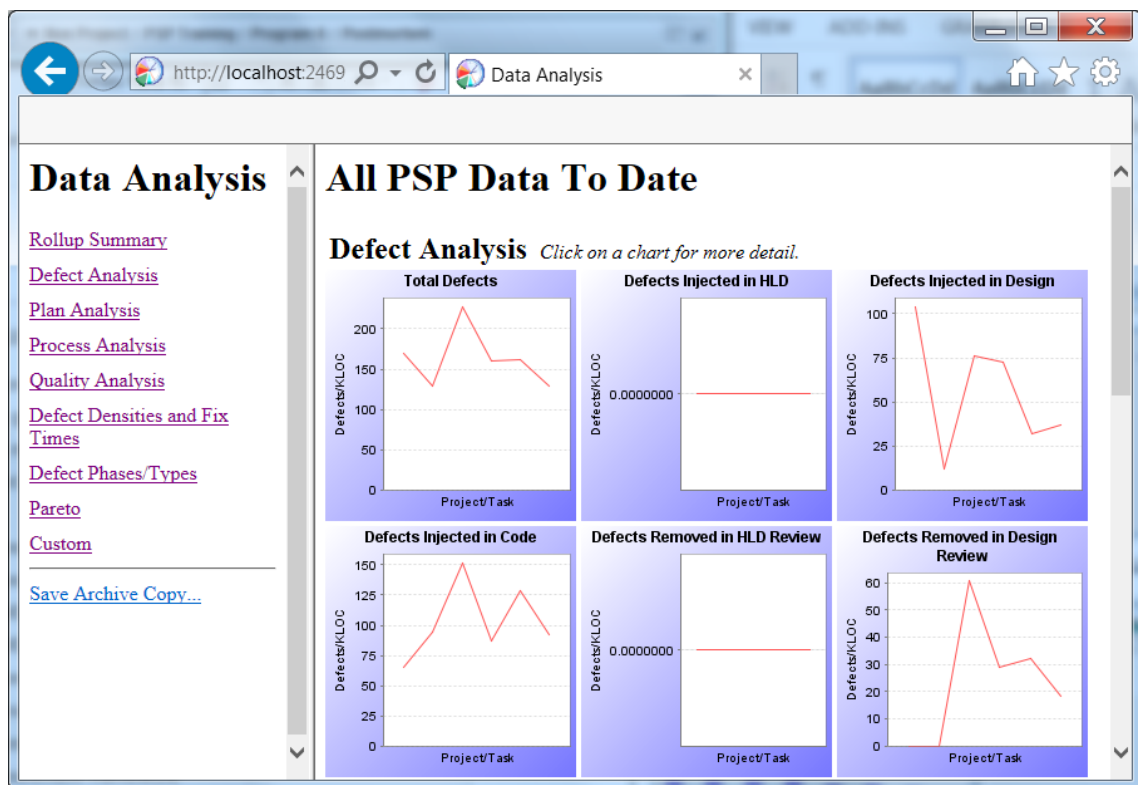 VIEW
ADD-INS
http://localhost:2469
Data Analysis
Data Analysis
Rollup Summary
Defect Analysis
Plan Analysis
Process Analysis
Quality Analysis
Defect Densities and Fix
Times
Defect Phases/Types
Pareto
Custom
Save Archive Copy...
All PSP Data To Date
Defect Analysis Click on a chart for more detail.
Total Defects
Defects/KLOC
200
150
100
50
0
Project/Task
Defects Injected in HLD
Defects/KLOC
0.0000000
Project/Task
Defects Injected in Design
Defects/KLOC
100
75
50
25
0
Project/Task
Defects Injected in Code
Defects/KLOC
150
125
100
75
50
25
0
Project/Task
Defects Removed in HLD Review
Defects/KLOC
0.0000000
Project/Task
Defects Removed in Design
Review
Defects/KLOC
60
50
40
30
20
10
0
Project/Task